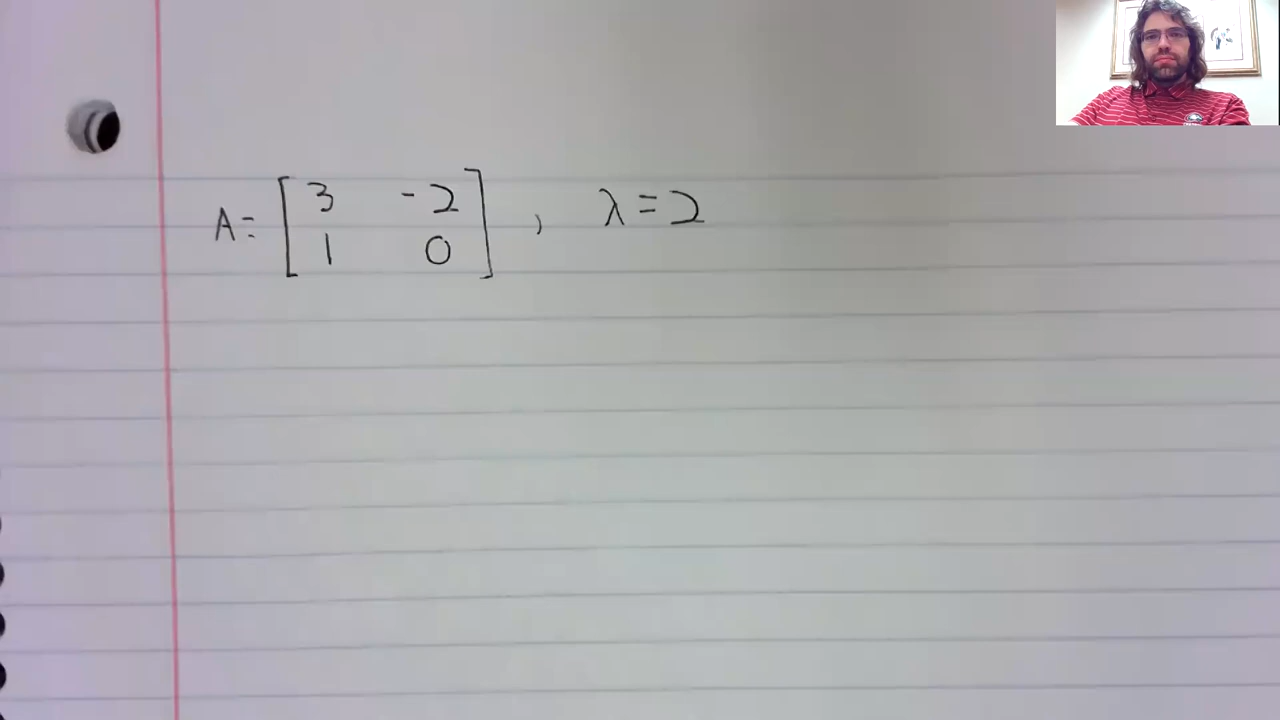 A = [ 3 -2
1 0 ] , λ = 2